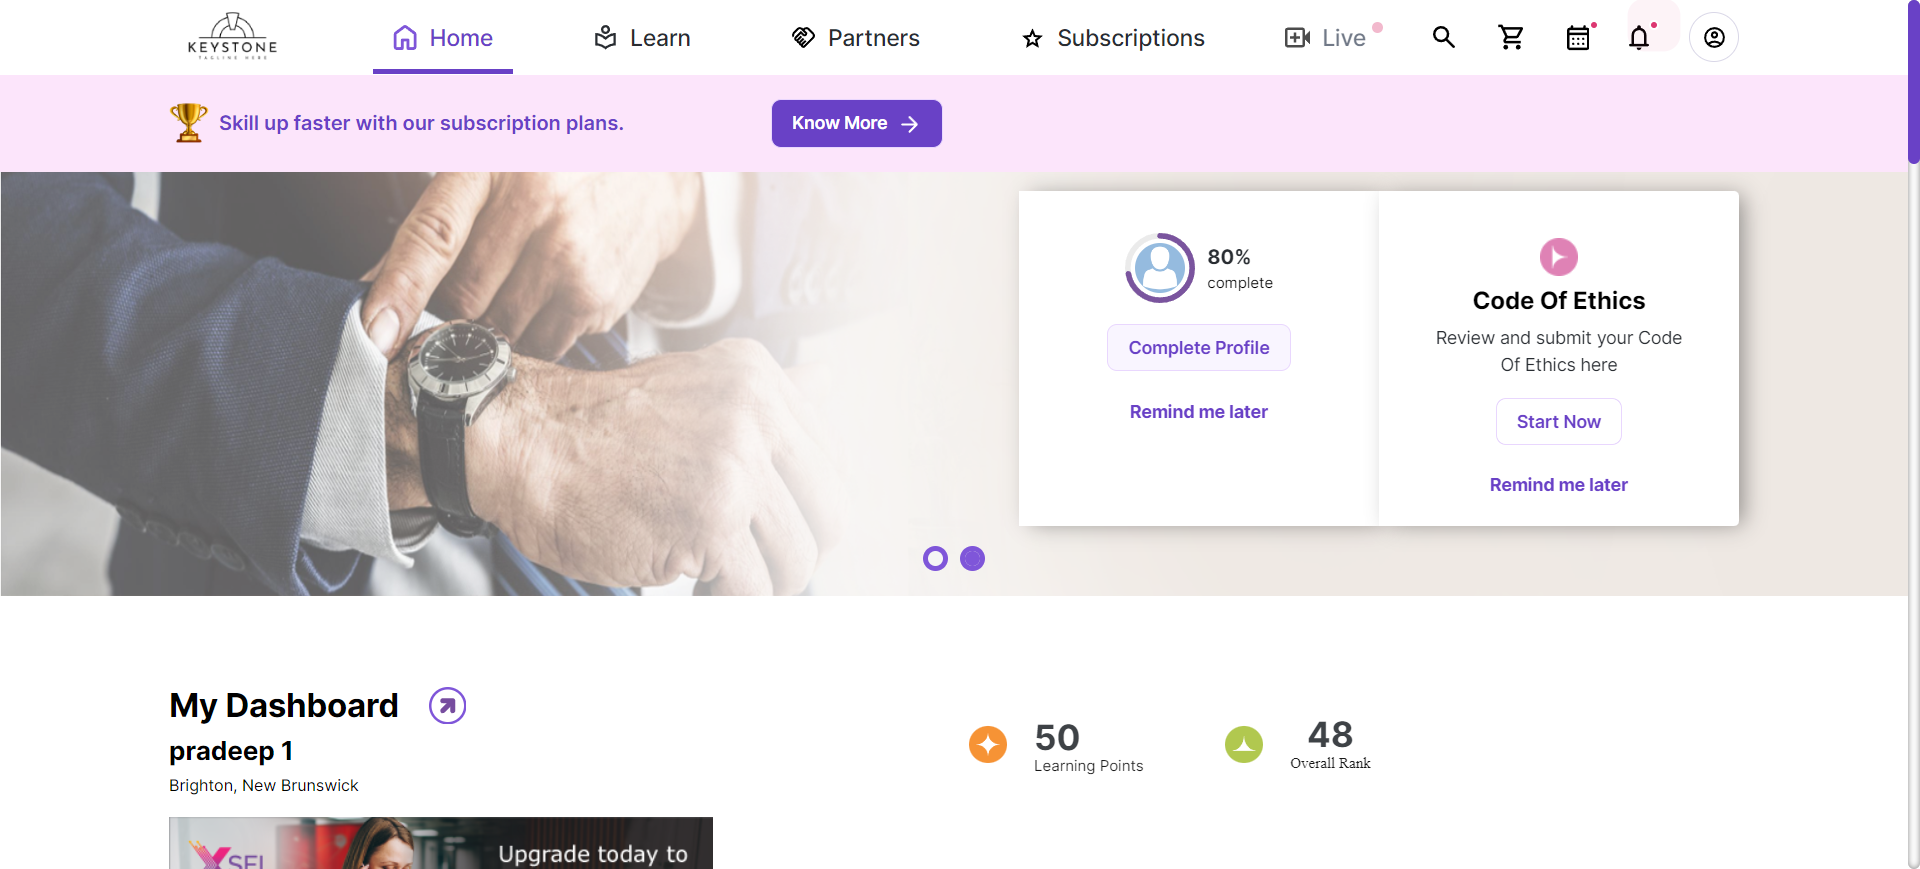 KEYSTONE
TAGLINE HERE
Home
Learn
Partners
Subscriptions
Live
Skill up faster with our subscription plans.
Know More
80%
complete
Complete Profile
Remind me later
Code Of Ethics
Review and submit your Code
Of Ethics here
Start Now
Remind me later
My Dashboard
pradeep 1
Brighton, New Brunswick
50
Learning Points
48
Overall Rank
XSEL
Upgrade today to